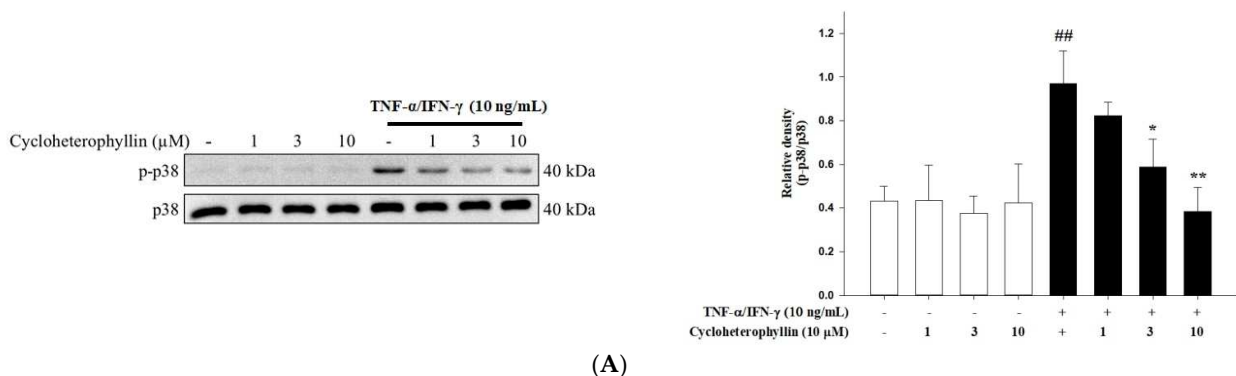 TNF-α/IFN-γ (10 ng/mL)
Cycloheterophyllin (µM) - 1 3 10 - 1 3 10
p-p38 40 kDa
p38 40 kDa
Relative density
(p-p38/p38)
1.2
1.0
0.8
0.6
0.4
0.2
0.0
##
*
**
TNF-α/IFN-γ (10 ng/mL) - - - - + + + +
Cycloheterophyllin (10 µM) - 1 3 10 + 1 3 10
(A)